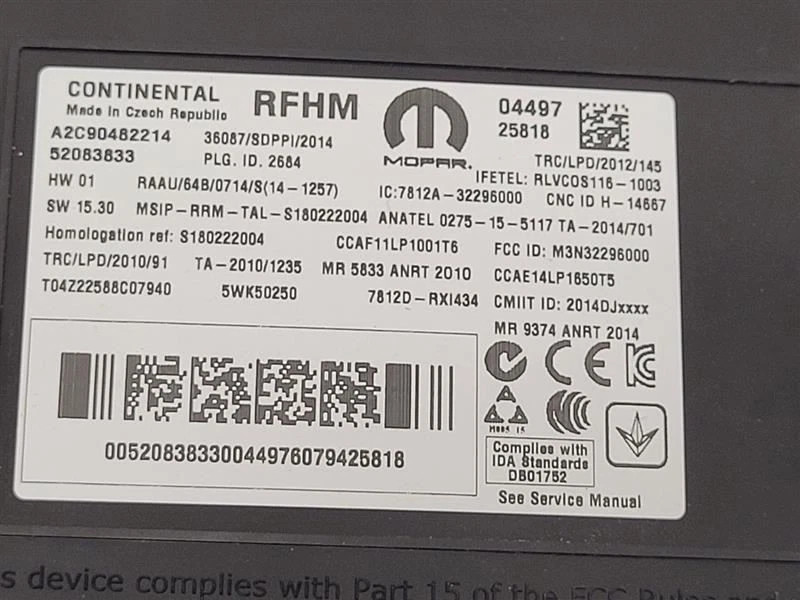 CONTINENTAL
Made In Czech Republic
RFHM
MOPAR.
04497
25818
A2C90482214
36087/SDPPI/2014
52083833
PLG. ID. 2684
TRC/LPD/2012/145
IFETEL: RLVCOS116-1003
HW 01
RAAU/64B/0714/S(14-1257)
IC:7812A-32296000
CNC ID H-14667
SW 15.30
MSIP-RRM-TAL-S180222004
ANATEL 0275-15-5117
TA-2014/701
Homologation ref: S180222004
CCAF11LP1001T6
FCC ID: M3N32296000
TRC/LPD/2010/91
TA-2010/1235
MR 5833 ANRT 2010
CCAE14LP1650T5
T04Z22588C07940
5WK50250
7812D-RXI434
CMIIT ID: 2014DJxxxx
MR 9374 ANRT 2014
CE
00520838330044976079425818
Complies with
IDA Standards
DB01752
See Service Manual
s device complies with Part 15 of the FCC Rules and